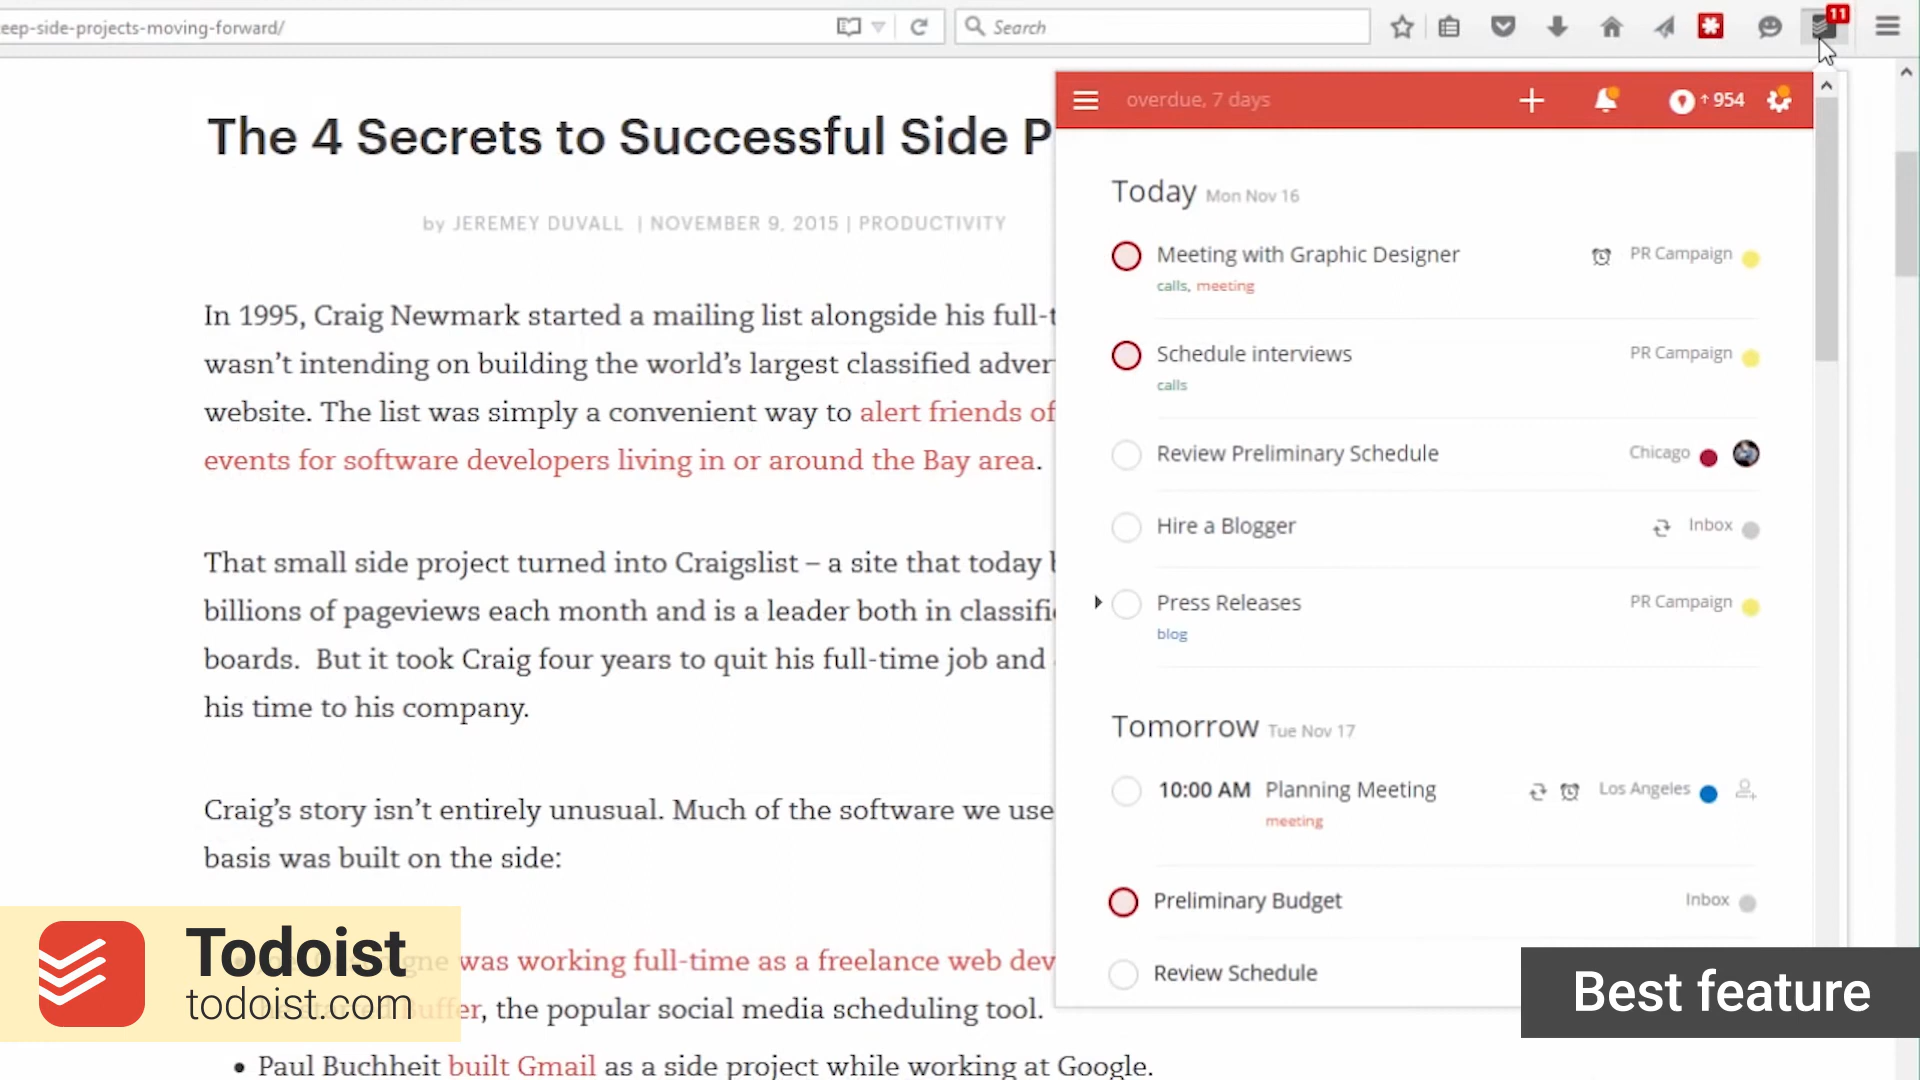 eep-side-projects-moving-forward/
Search
11
The 4 Secrets to Successful Side P
by JEREMEY DUVALL | NOVEMBER 9, 2015 | PRODUCTIVITY
In 1995, Craig Newmark started a mailing list alongside his full-t
wasn't intending on building the world's largest classified adver
website. The list was simply a convenient way to alert friends of
events for software developers living in or around the Bay area.
That small side project turned into Craigslist – a site that today b
billions of pageviews each month and is a leader both in classifie
boards. But it took Craig four years to quit his full-time job and
his time to his company.
Craig's story isn't entirely unusual. Much of the software we use
basis was built on the side:
was working full-time as a freelance web dev
er, the popular social media scheduling tool.
• Paul Buchheit built Gmail as a side project while working at Google.
overdue, 7 days
954
Today Mon Nov 16
Meeting with Graphic Designer PR Campaign
calls, meeting
Schedule interviews PR Campaign
calls
Review Preliminary Schedule Chicago
Hire a Blogger Inbox
Press Releases PR Campaign
blog
Tomorrow Tue Nov 17
10:00 AM Planning Meeting Los Angeles
meeting
Preliminary Budget Inbox
Review Schedule
Todoist
todoist.com
Best feature